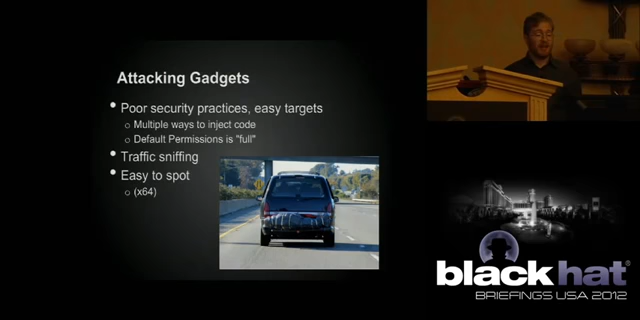 Attacking Gadgets
• Poor security practices, easy targets
○ Multiple ways to inject code
○ Default Permissions is "full"
• Traffic sniffing
• Easy to spot
○ (x64)
black hat
BRIEFINGS USA 2012